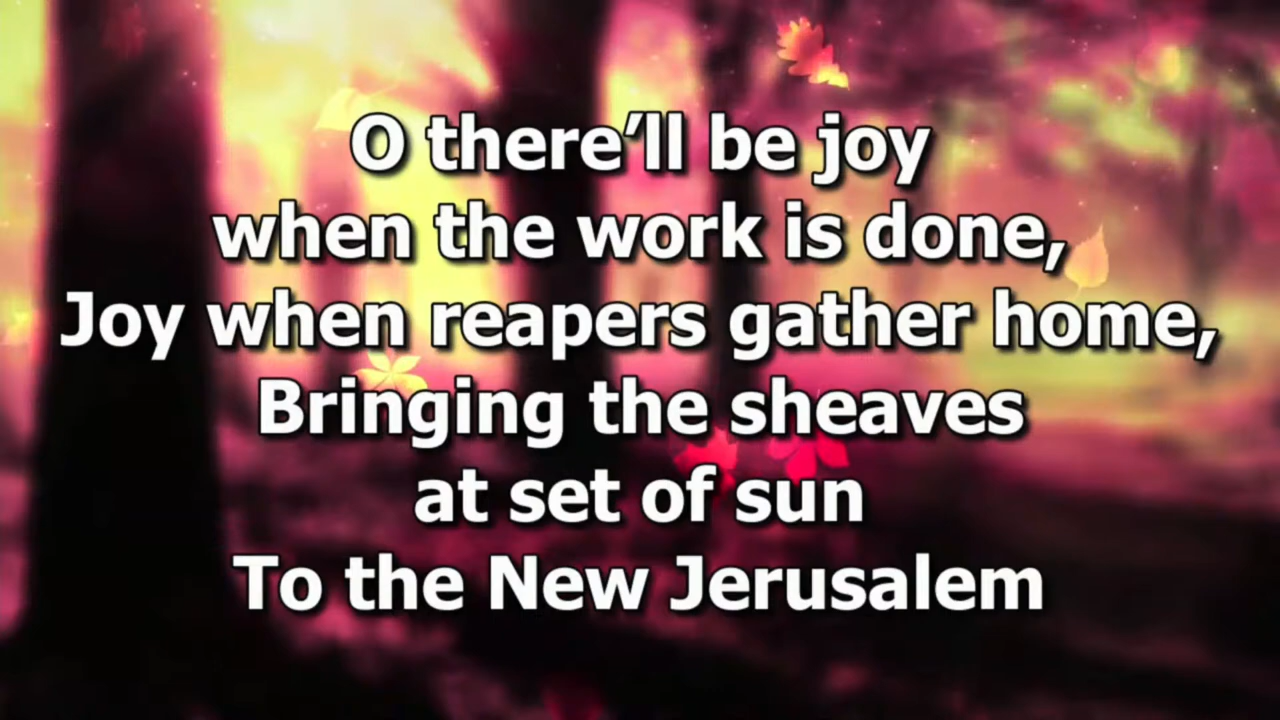 O there’ll be joy
when the work is done,
Joy when reapers gather home,
Bringing the sheaves
at set of sun
To the New Jerusalem